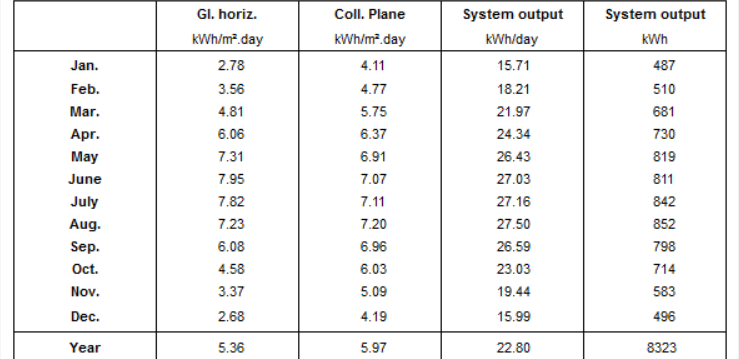 Gl. horiz. Coll. Plane System output System output
kWh/m².day kWh/m².day kWh/day kWh
Jan. 2.78 4.11 15.71 487
Feb. 3.56 4.77 18.21 510
Mar. 4.81 5.75 21.97 681
Apr. 6.06 6.37 24.34 730
May 7.31 6.91 26.43 819
June 7.95 7.07 27.03 811
July 7.82 7.11 27.16 842
Aug. 7.23 7.20 27.50 852
Sep. 6.08 6.96 26.59 798
Oct. 4.58 6.03 23.03 714
Nov. 3.37 5.09 19.44 583
Dec. 2.68 4.19 15.99 496
Year 5.36 5.97 22.80 8323